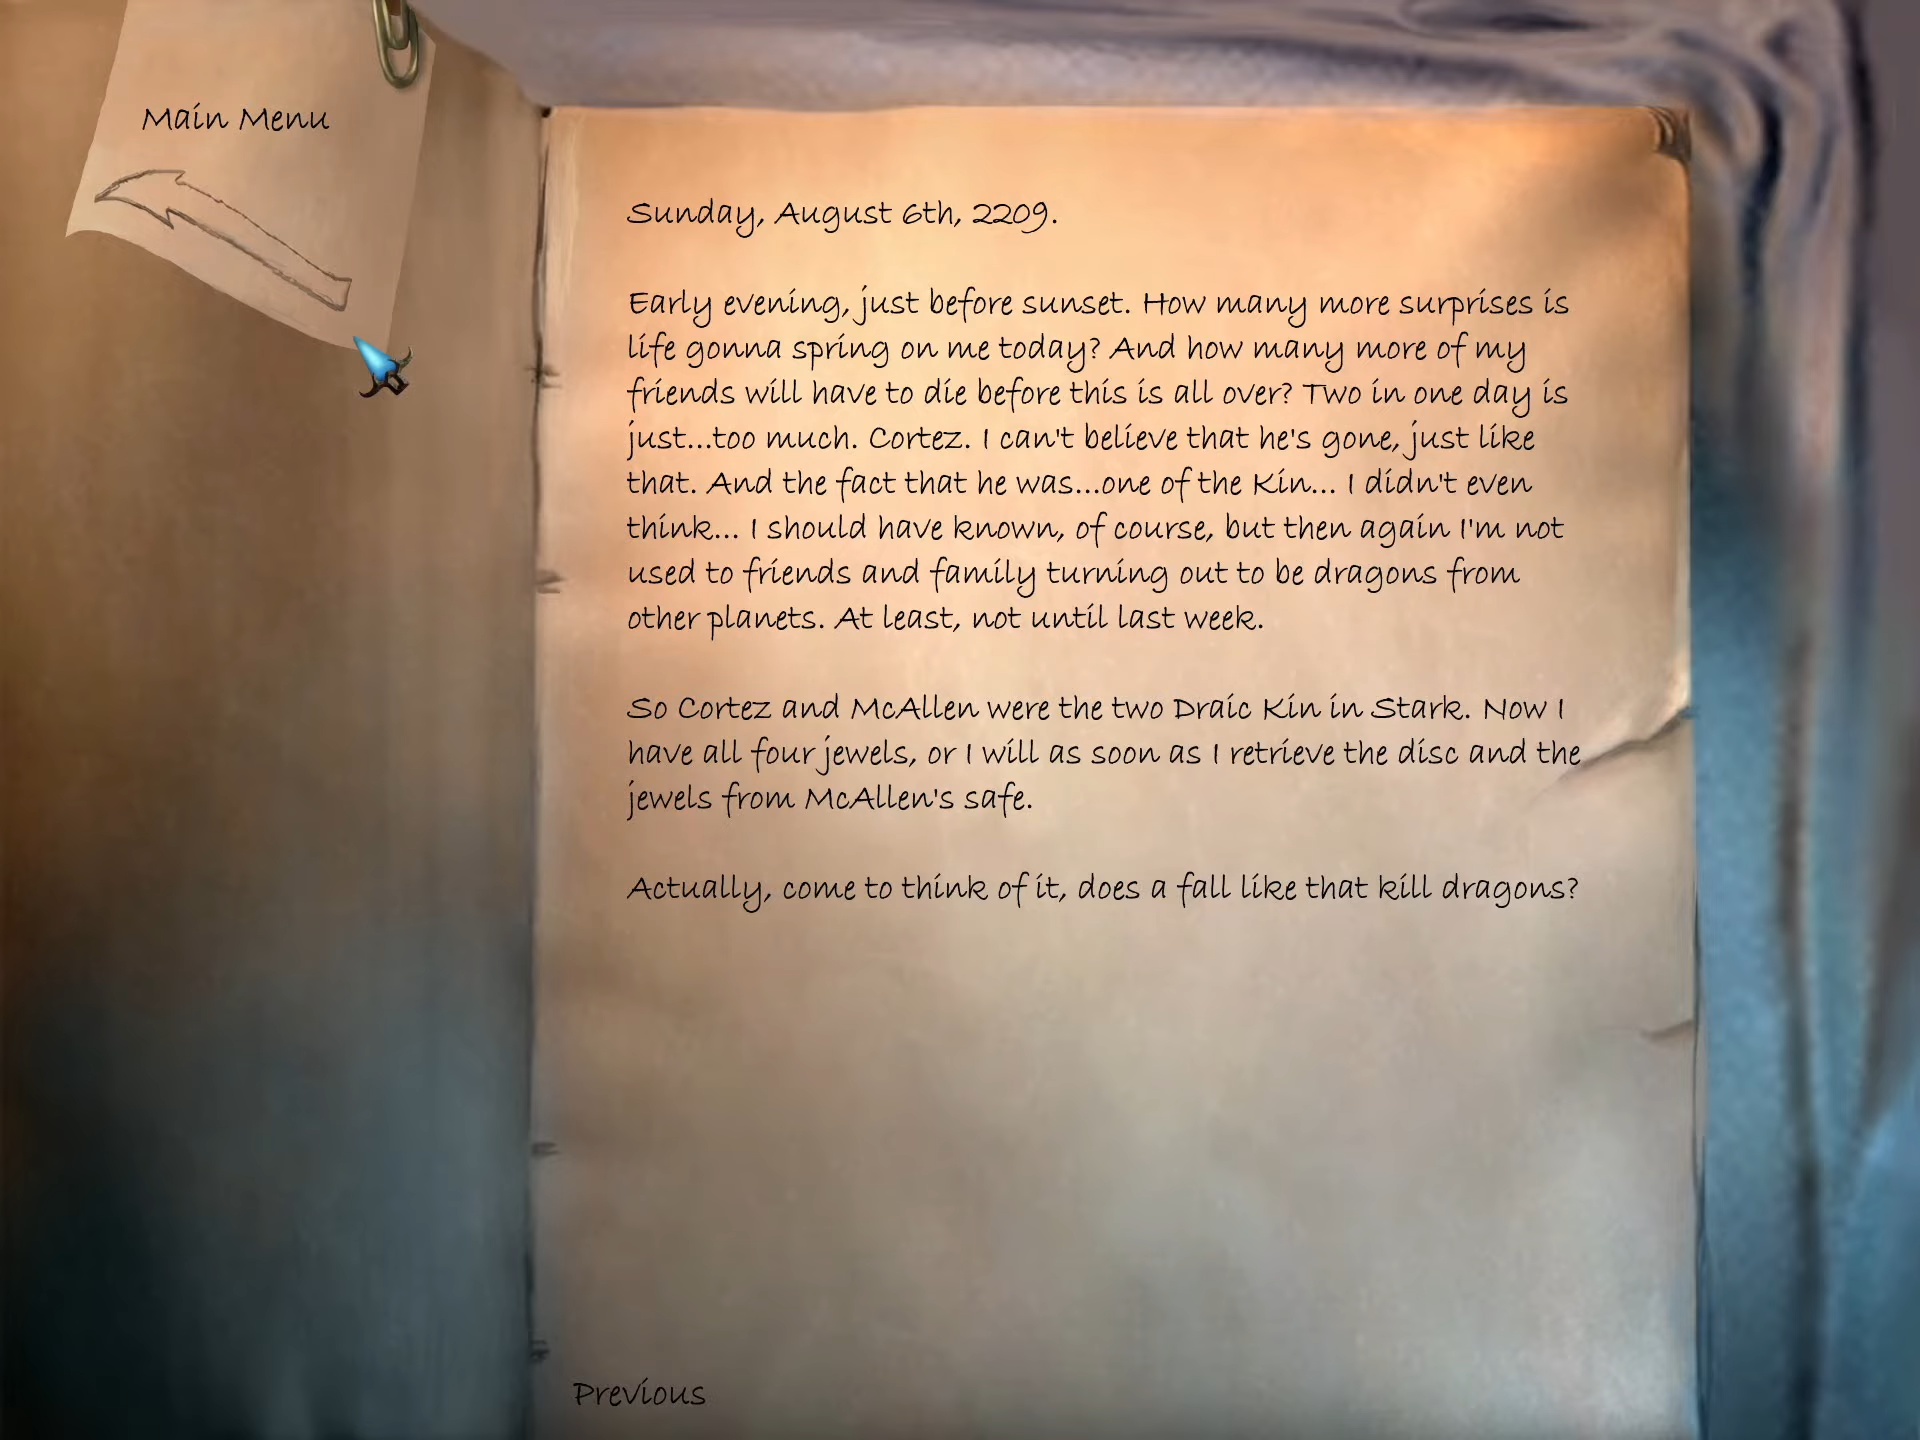 Main Menu
Sunday, August 6th, 2209.
Early evening, just before sunset. How many more surprises is
life gonna spring on me today? And how many more of my
friends will have to die before this is all over? Two in one day is
just...too much. Cortez. I can't believe that he's gone, just like
that. And the fact that he was...one of the Kin... I didn't even
think... I should have known, of course, but then again I'm not
used to friends and family turning out to be dragons from
other planets. At least, not until last week.
So Cortez and McAllen were the two Draic Kin in Stark. Now I
have all four jewels, or I will as soon as I retrieve the disc and the
jewels from McAllen's safe.
Actually, come to think of it, does a fall like that kill dragons?
Previous